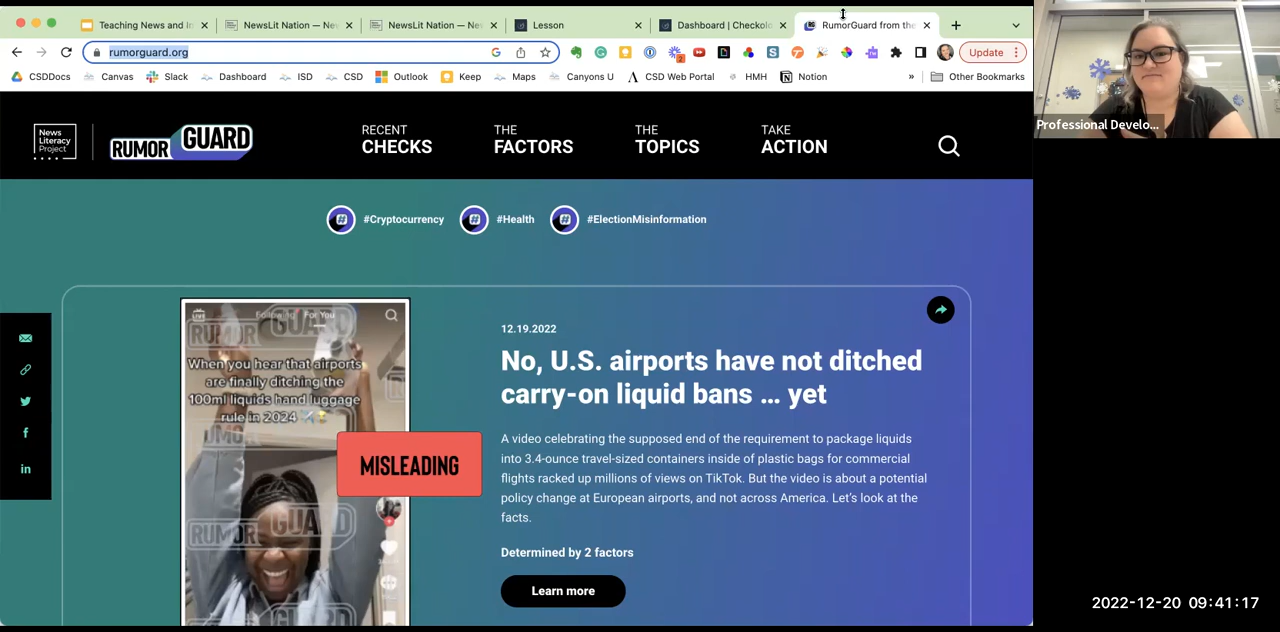 Teaching News and In
NewsLit Nation — New
NewsLit Nation — New
Lesson
Dashboard | Checkolo
RumorGuard from the
rumorguard.org
Update
CSDDocs
Canvas
Slack
Dashboard
ISD
CSD
Outlook
Keep
Maps
Canyons U
CSD Web Portal
HMH
Notion
»
Other Bookmarks
News
Literacy
Project
RUMOR GUARD
RECENT
CHECKS
THE
FACTORS
THE
TOPICS
TAKE
ACTION
#Cryptocurrency
#Health
#ElectionMisinformation
Following For You
When you hear that airports
are finally ditching the
100ml liquids hand luggage
rule in 2024
MISLEADING
12.19.2022
No, U.S. airports have not ditched
carry-on liquid bans ... yet
A video celebrating the supposed end of the requirement to package liquids
into 3.4-ounce travel-sized containers inside of plastic bags for commercial
flights racked up millions of views on TikTok. But the video is about a potential
policy change at European airports, and not across America. Let's look at the
facts.
Determined by 2 factors
Learn more
Professional Develo...
2022-12-20 09:41:17